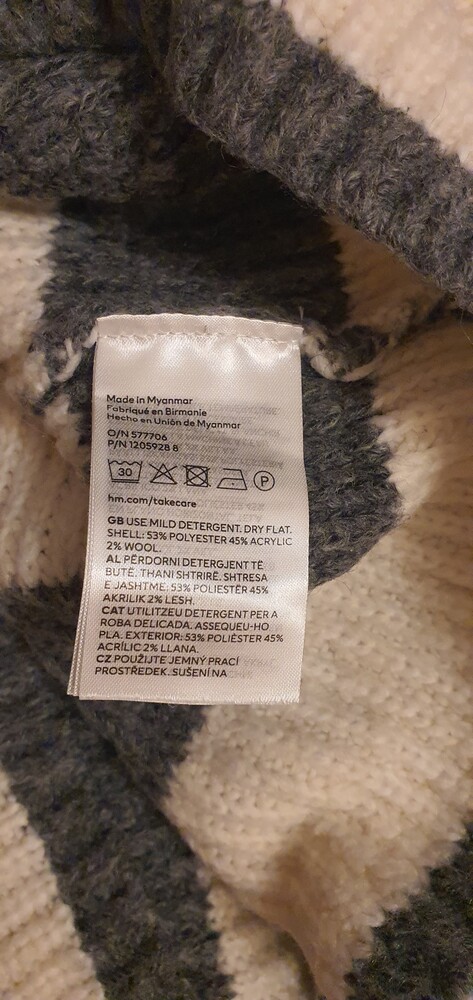 Made in Myanmar
Fabriqué en Birmanie
Hecho en Unión de Myanmar
O/N 577706
P/N 1205928 8
30 P
hm.com/takecare
GB USE MILD DETERGENT. DRY FLAT.
SHELL: 53% POLYESTER 45% ACRYLIC
2% WOOL.
AL PËRDORNI DETERGJENT TË
BUTË. THANI SHTRIRË. SHTRESA
E JASHTME: 53% POLIESTËR 45%
AKRILIK 2% LESH.
CAT UTILITZEU DETERGENT PER A
ROBA DELICADA. ASSEQUEU-HO
PLA. EXTERIOR: 53% POLIÈSTER 45%
ACRÍLIC 2% LLANA.
CZ POUŽIJTE JEMNÝ PRACÍ
PROSTŘEDEK. SUŠENÍ NA